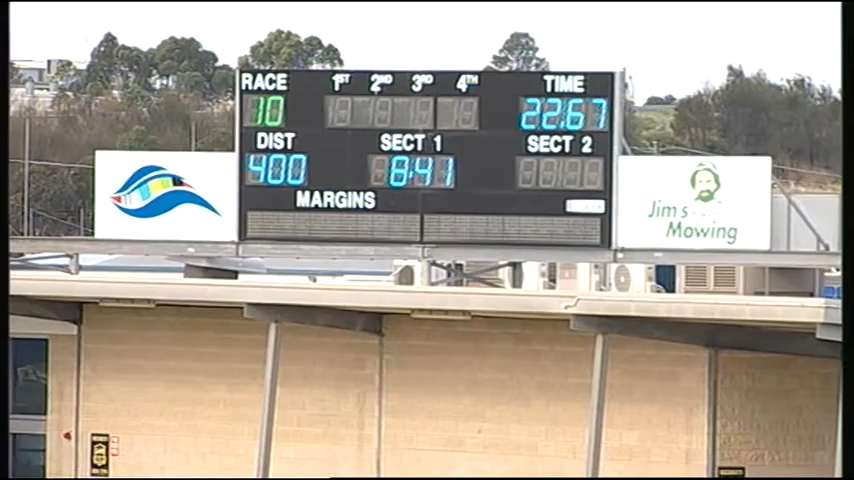 RACE 1ST 2ND 3RD 4TH TIME
10 22.67
DIST SECT 1 SECT 2
400 8.41
MARGINS
Jim's
Mowing